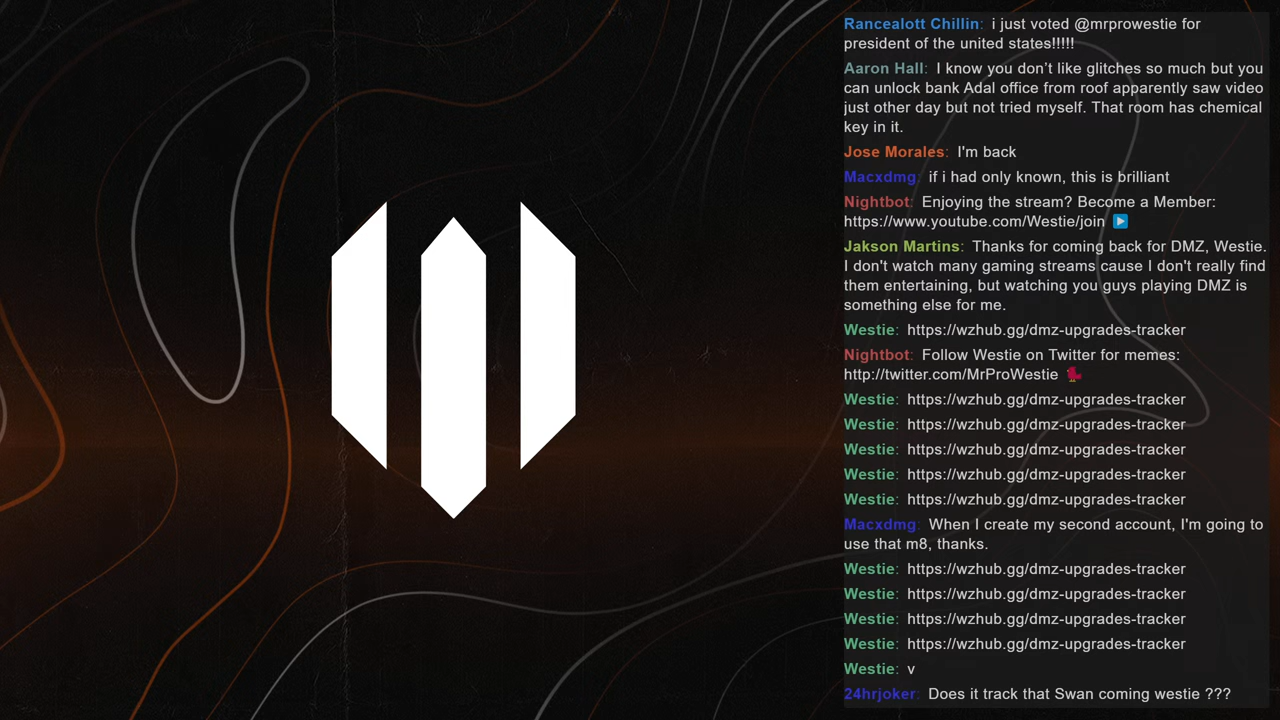 Rancealott Chillin: i just voted @mrprowestie for
president of the united states!!!!!
Aaron Hall: I know you don’t like glitches so much but you
can unlock bank Adal office from roof apparently saw video
just other day but not tried myself. That room has chemical
key in it.
Jose Morales: I'm back
Macxdmg: if i had only known, this is brilliant
Nightbot: Enjoying the stream? Become a Member:
https://www.youtube.com/Westie/join
Jakson Martins: Thanks for coming back for DMZ, Westie.
I don't watch many gaming streams cause I don't really find
them entertaining, but watching you guys playing DMZ is
something else for me.
Westie: https://wzhub.gg/dmz-upgrades-tracker
Nightbot: Follow Westie on Twitter for memes:
http://twitter.com/MrProWestie
Westie: https://wzhub.gg/dmz-upgrades-tracker
Westie: https://wzhub.gg/dmz-upgrades-tracker
Westie: https://wzhub.gg/dmz-upgrades-tracker
Westie: https://wzhub.gg/dmz-upgrades-tracker
Westie: https://wzhub.gg/dmz-upgrades-tracker
Macxdmg: When I create my second account, I'm going to
use that m8, thanks.
Westie: https://wzhub.gg/dmz-upgrades-tracker
Westie: https://wzhub.gg/dmz-upgrades-tracker
Westie: https://wzhub.gg/dmz-upgrades-tracker
Westie: https://wzhub.gg/dmz-upgrades-tracker
Westie: v
24hrjoker: Does it track that Swan coming westie ???